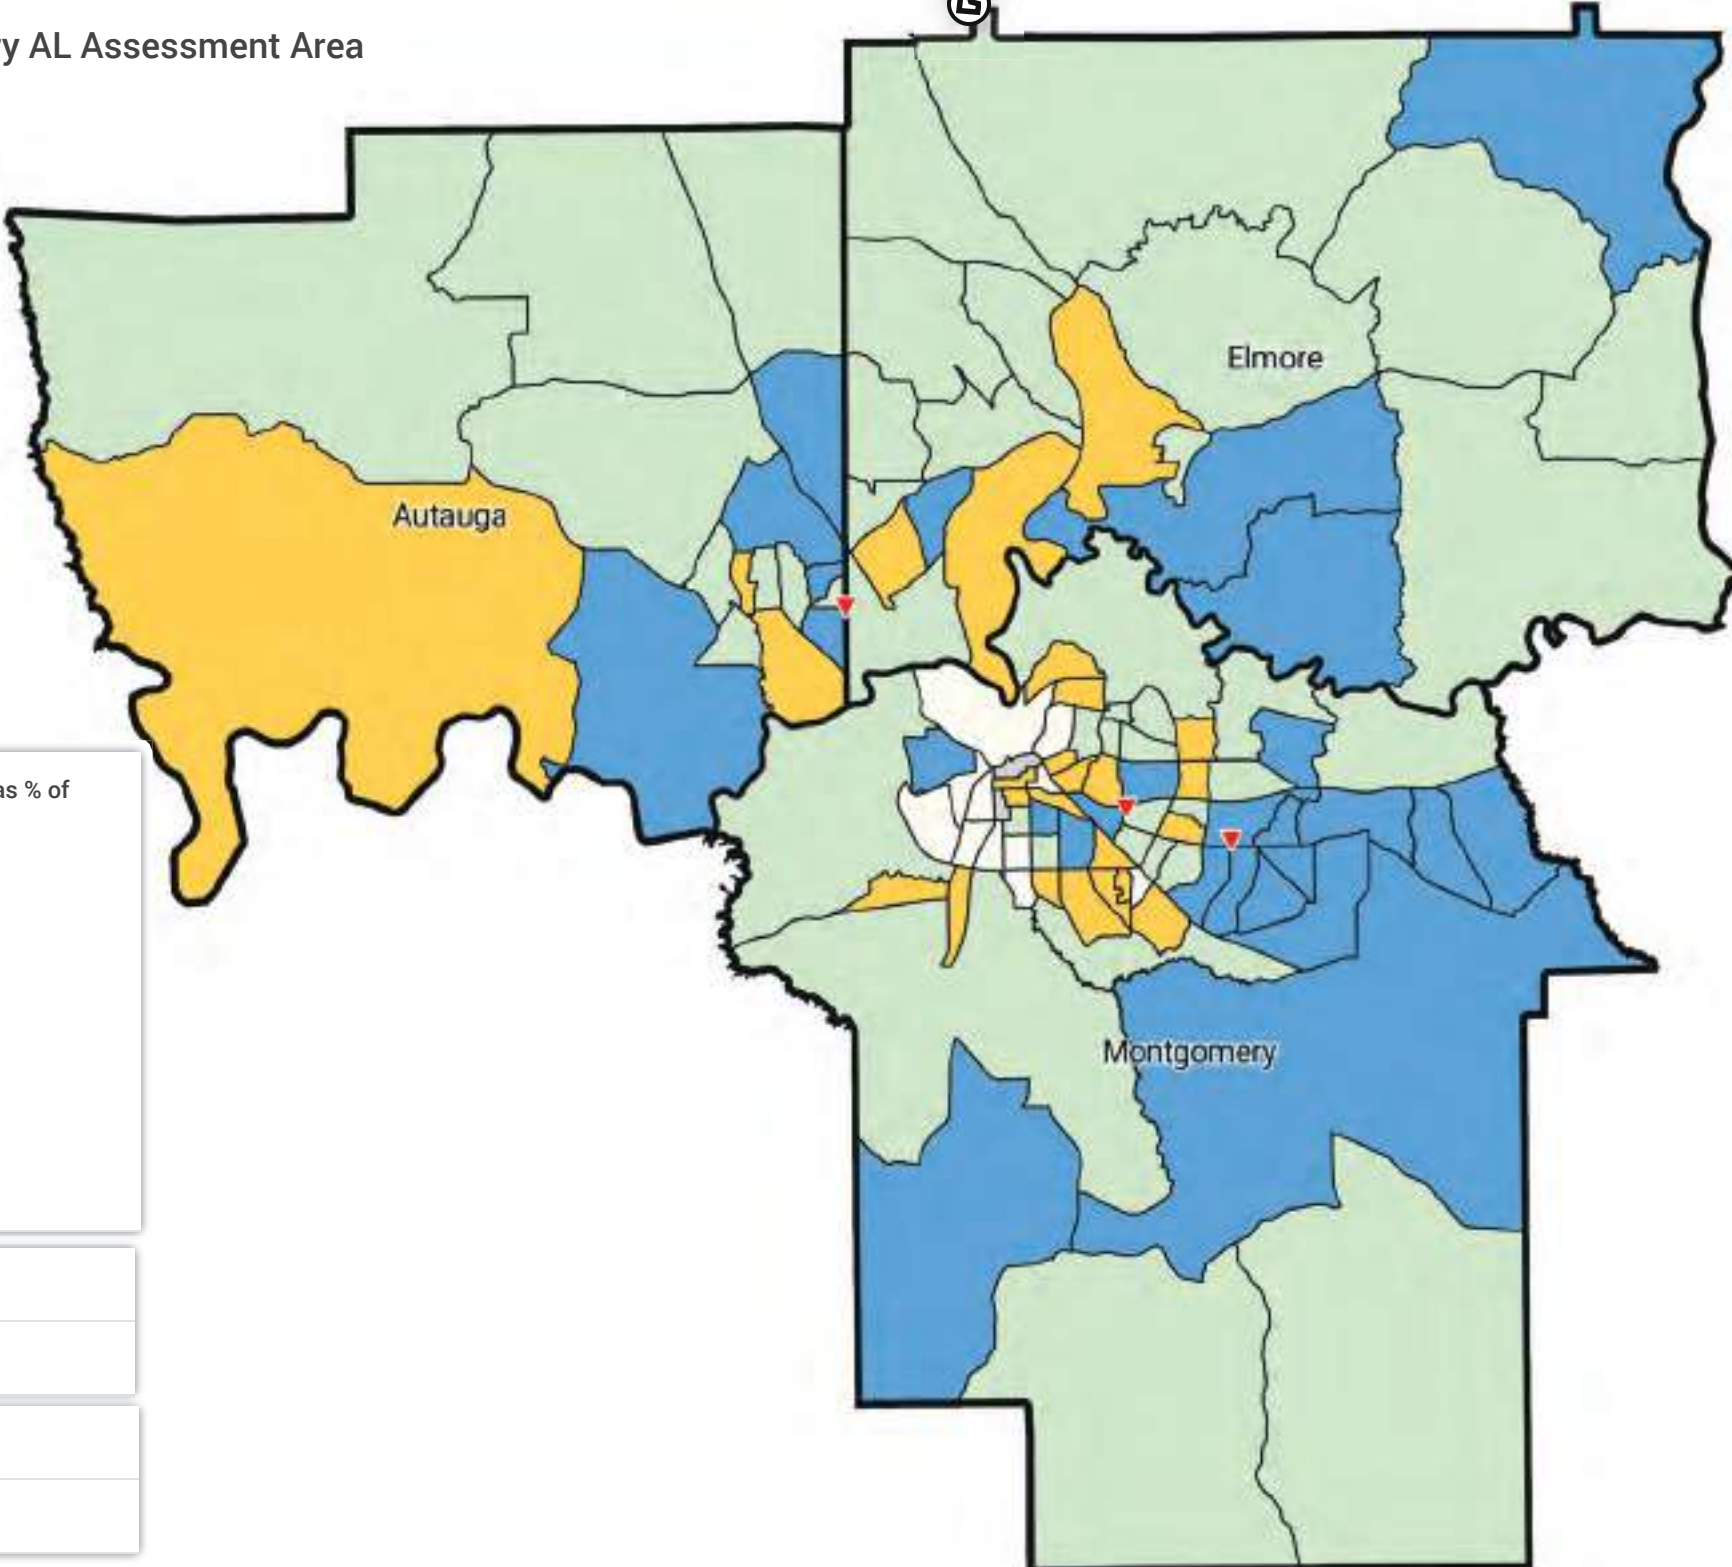 y AL Assessment Area
Elmore
Autauga
as % of
Montgomery